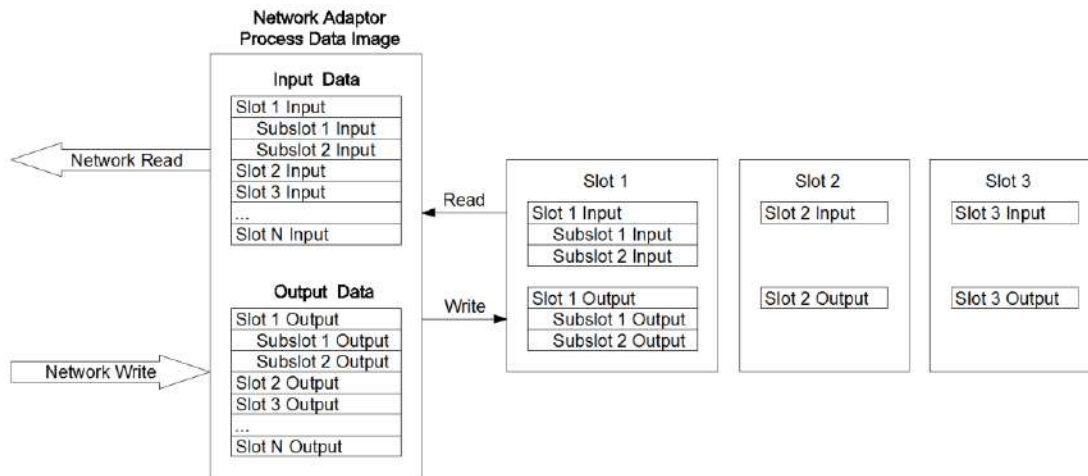 Network Adaptor
Process Data Image
Input Data
Slot 1 Input
Subslot 1 Input
Subslot 2 Input
Slot 2 Input
Slot 3 Input
...
Slot N Input
Output Data
Slot 1 Output
Subslot 1 Output
Subslot 2 Output
Slot 2 Output
Slot 3 Output
...
Slot N Output
Network Read
Network Write
Read
Write
Slot 1
Slot 1 Input
Subslot 1 Input
Subslot 2 Input
Slot 1 Output
Subslot 1 Output
Subslot 2 Output
Slot 2
Slot 2 Input
Slot 2 Output
Slot 3
Slot 3 Input
Slot 3 Output